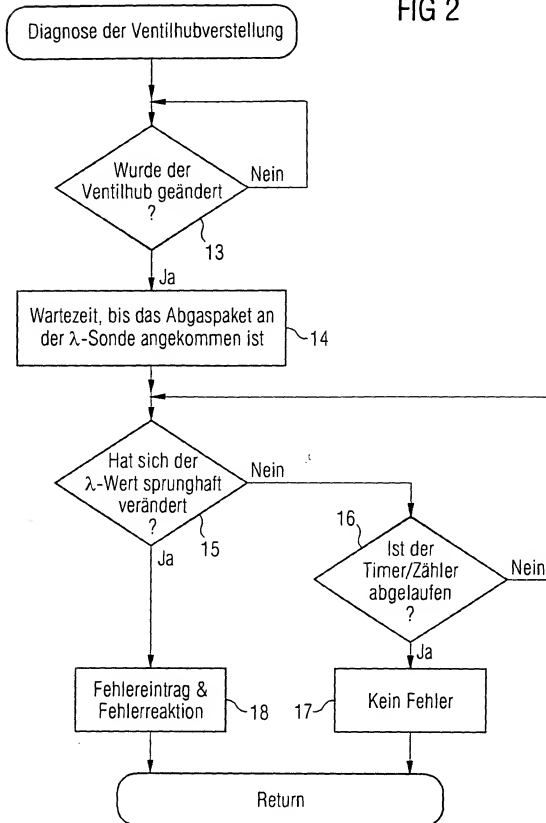 FIG 2
Diagnose der Ventilhubverstellung
Wurde der
Ventilhub geändert
?
Nein
13
Ja
Wartezeit, bis das Abgaspaket an
der λ-Sonde angekommen ist
14
Hat sich der
λ-Wert sprunghaft
verändert
?
Nein
15
Ja
16
Ist der
Timer/Zähler
abgelaufen
?
Nein
Ja
Fehlereintrag &
Fehlerreaktion
18
17
Kein Fehler
Return